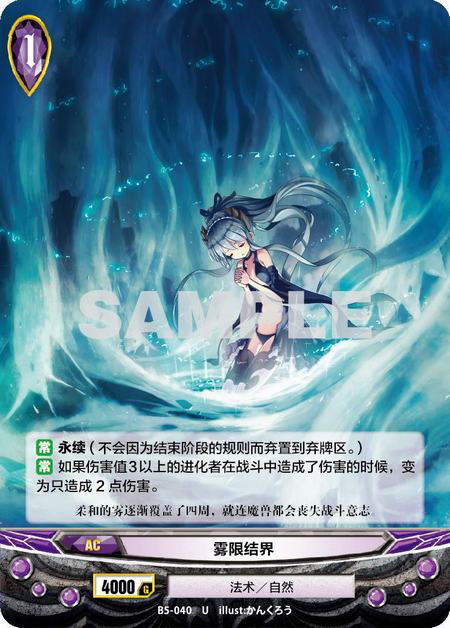 1
SAMPLE
常 永续（不会因为结束阶段的规则而弃置到弃牌区。）
常 如果伤害值3以上的进化者在战斗中造成了伤害的时候，变
为只造成 2 点伤害。
柔和的雾逐渐覆盖了四周，就连魔兽都会丧失战斗意志。
AC 雾限结界
4000 G 法术／自然
B5-040 U illust:かんくろう